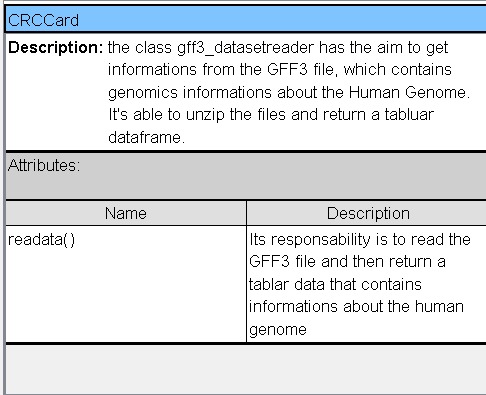 CRCCard
Description: the class gff3_datasetreader has the aim to get
informations from the GFF3 file, which contains
genomics informations about the Human Genome.
It's able to unzip the files and return a tabluar
dataframe.
Attributes:
Name Description
readata() Its responsability is to read the
GFF3 file and then return a
tablar data that contains
informations about the human
genome